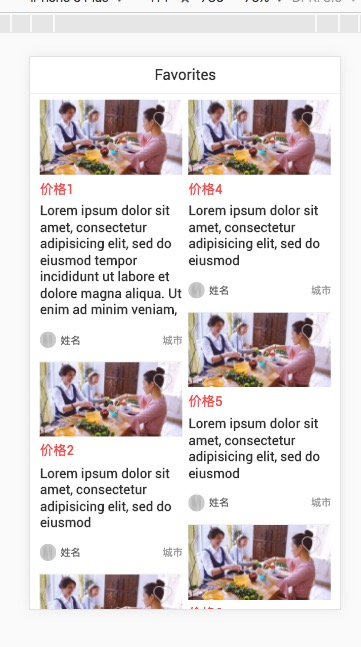 Favorites
价格1
Lorem ipsum dolor sit
amet, consectetur
adipisicing elit, sed do
eiusmod tempor
incididunt ut labore et
dolore magna aliqua. Ut
enim ad minim veniam,
姓名 城市
价格2
Lorem ipsum dolor sit
amet, consectetur
adipisicing elit, sed do
eiusmod
姓名 城市
价格4
Lorem ipsum dolor sit
amet, consectetur
adipisicing elit, sed do
eiusmod
姓名 城市
价格5
Lorem ipsum dolor sit
amet, consectetur
adipisicing elit, sed do
eiusmod
姓名 城市